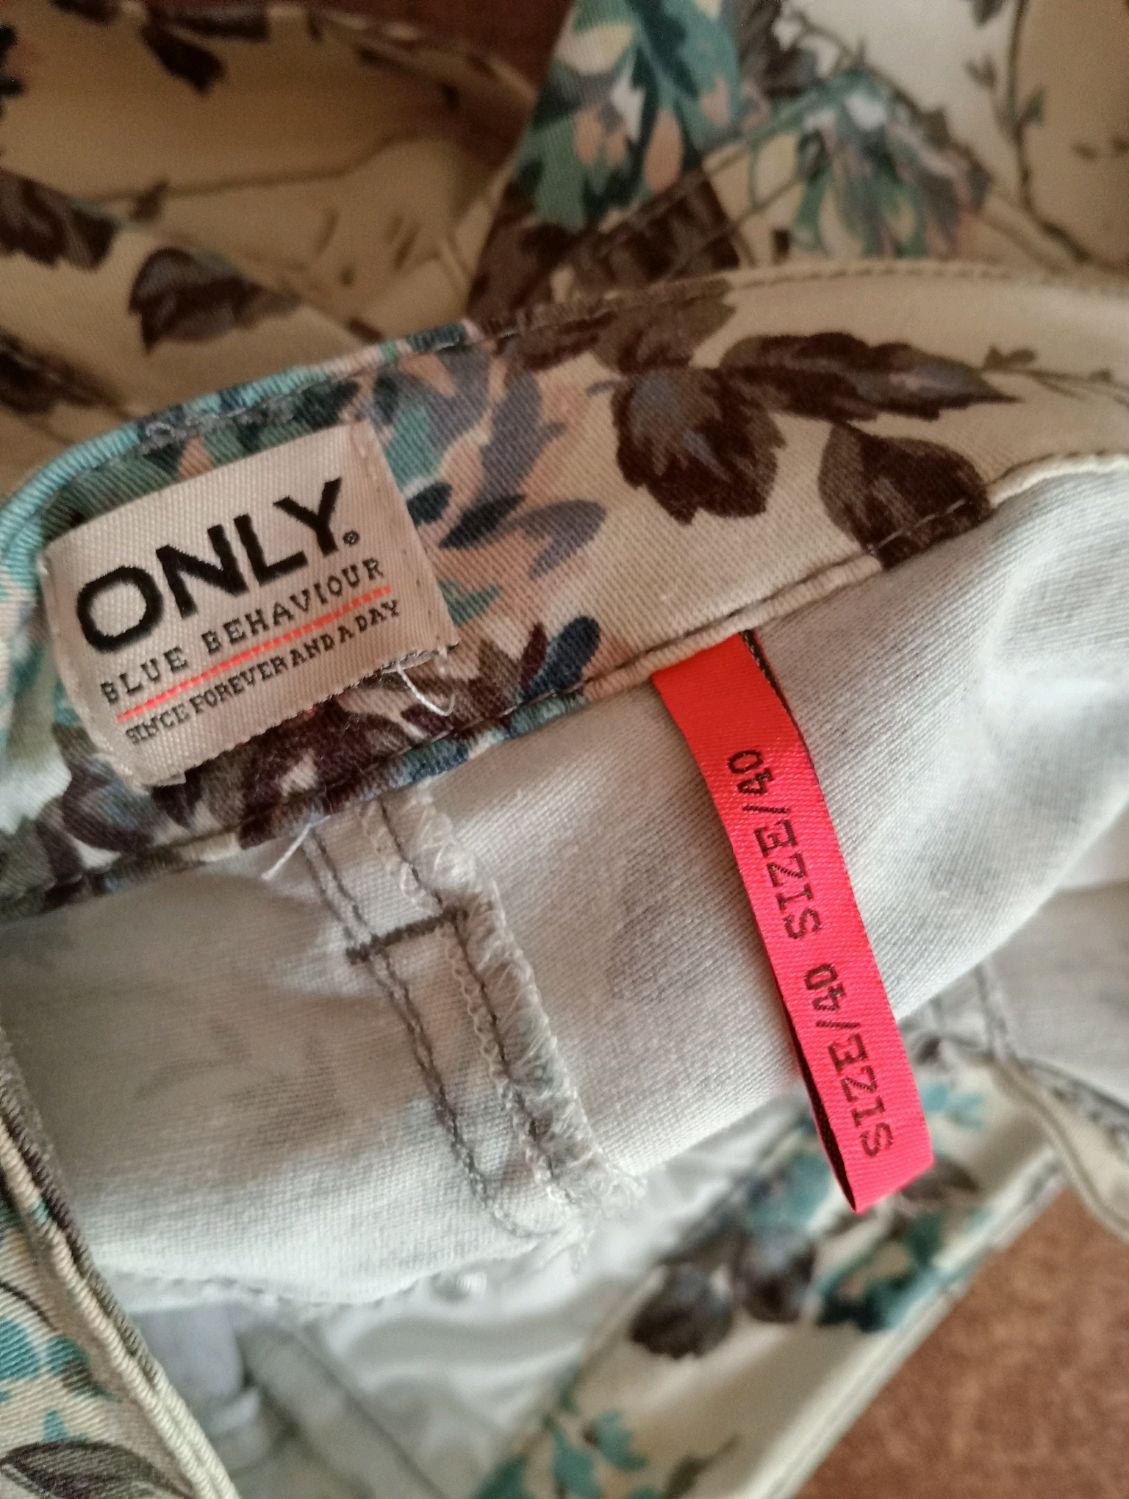 ONLY®
BLUE BEHAVIOUR
SINCE FOREVER AND A DAY
SIZE/40 SIZE/40